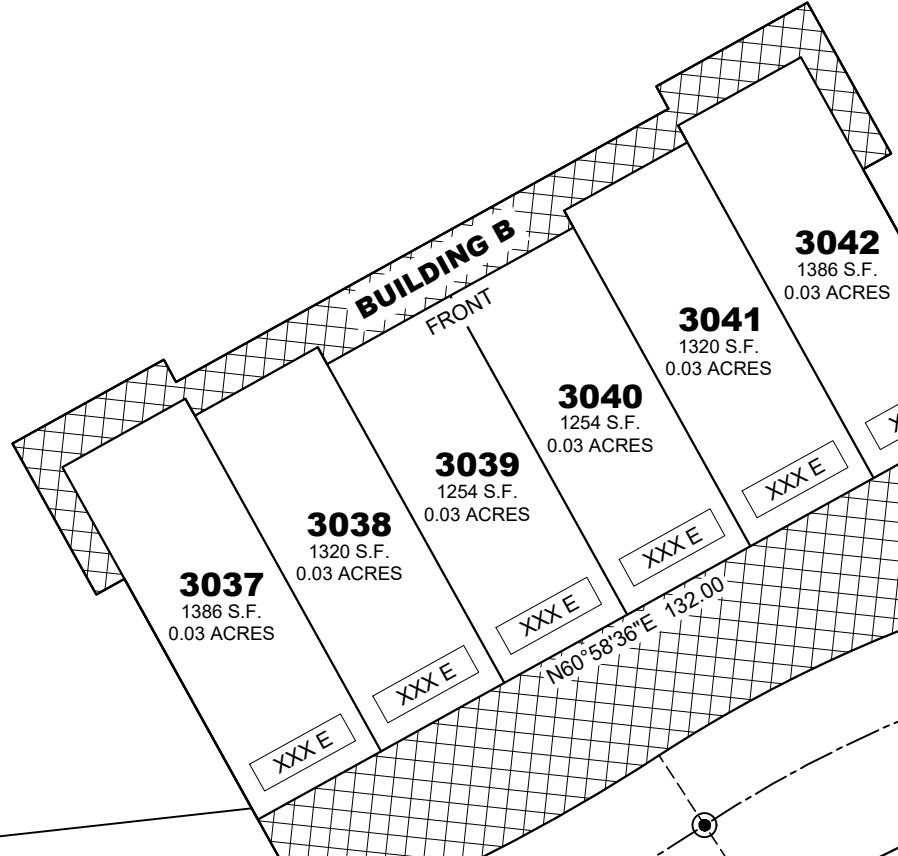 BUILDING B
FRONT
3042
1386 S.F.
0.03 ACRES
3041
1320 S.F.
0.03 ACRES
3040
1254 S.F.
0.03 ACRES
3039
1254 S.F.
0.03 ACRES
3038
1320 S.F.
0.03 ACRES
3037
1386 S.F.
0.03 ACRES
XXX E
XXX E
XXX E
XXX E
XXX E
N60°58'36"E 132.00